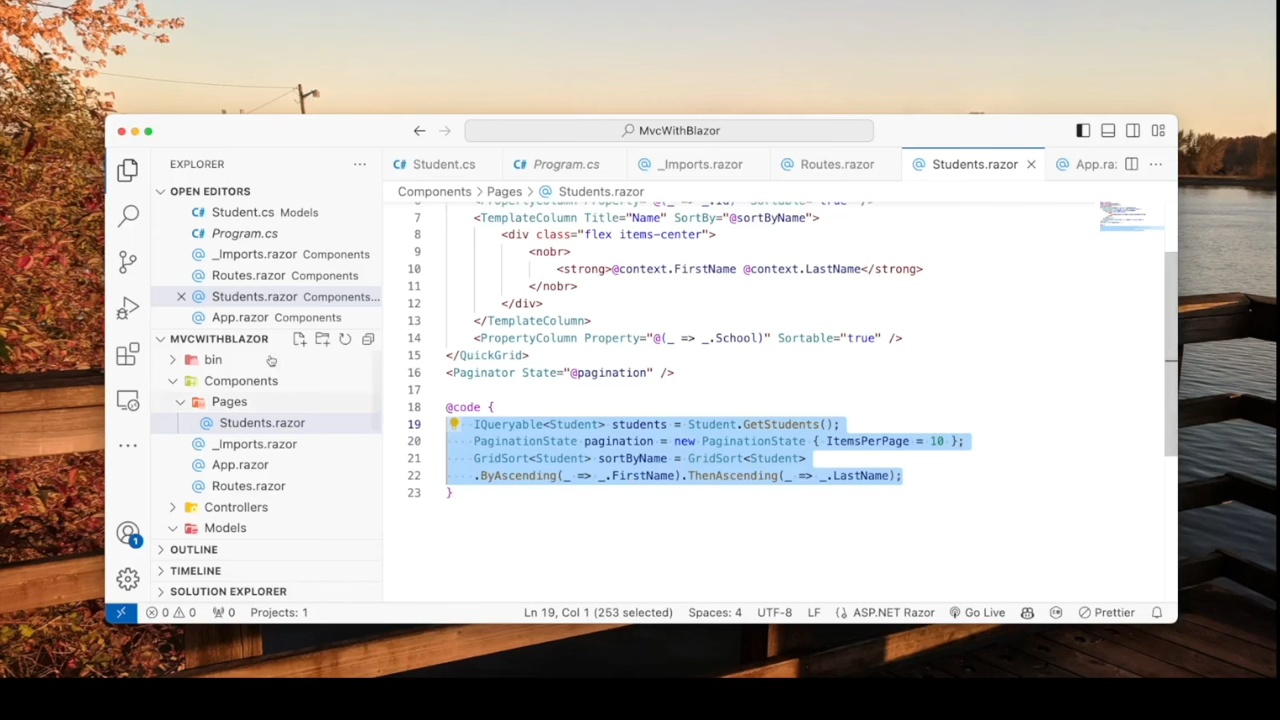 MvcWithBlazor
EXPLORER
Student.cs
Program.cs
_Imports.razor
Routes.razor
Students.razor
App.ra
OPEN EDITORS
Components
Pages
Students.razor
C# Student.cs Models
C# Program.cs
_Imports.razor Components
Routes.razor Components
Students.razor Components...
App.razor Components
MVCWITHBLAZOR
bin
Components
Pages
Students.razor
_Imports.razor
App.razor
Routes.razor
Controllers
Models
OUTLINE
TIMELINE
SOLUTION EXPLORER
7 <TemplateColumn Title="Name" SortBy="@sortByName">
8 <div class="flex items-center">
9 <nobr>
10 <strong>@context.FirstName @context.LastName</strong>
11 </nobr>
12 </div>
13 </TemplateColumn>
14 <PropertyColumn Property="@(_ => _.School)" Sortable="true" />
15 </QuickGrid>
16 <Paginator State="@pagination" />
17
18 @code {
19 IQueryable<Student> students = Student.GetStudents();
20 PaginationState pagination = new PaginationState { ItemsPerPage = 10 };
21 GridSort<Student> sortByName = GridSort<Student>
22 .ByAscending(_ => _.FirstName).ThenAscending(_ => _.LastName);
23 }
1
0 0 0 Projects: 1
Ln 19, Col 1 (253 selected) Spaces: 4 UTF-8 LF ASP.NET Razor Go Live Prettier